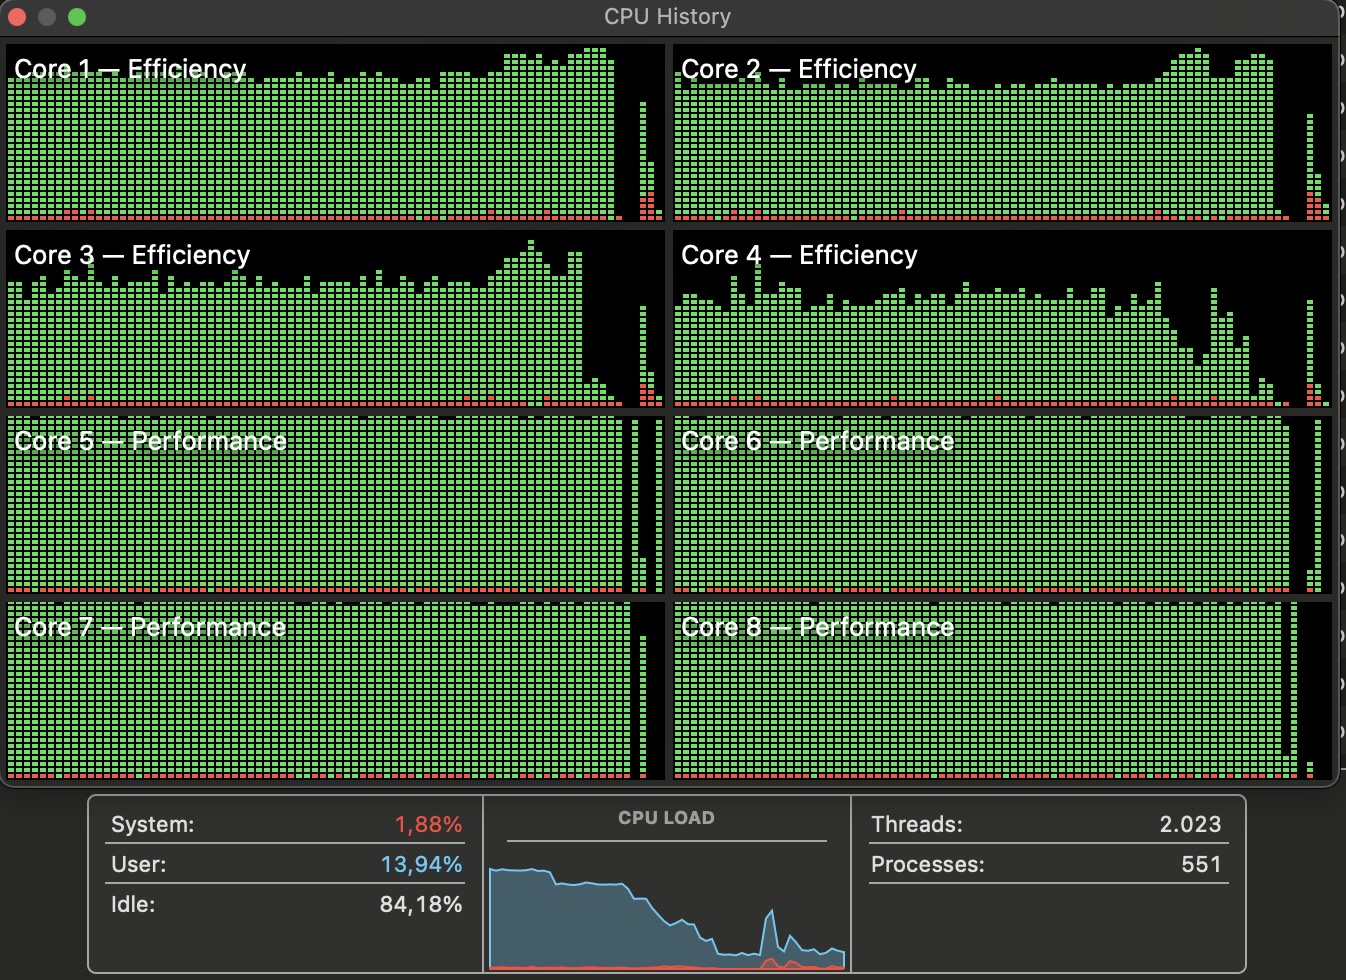 CPU History
Core 1 — Efficiency
Core 2 — Efficiency
Core 3 — Efficiency
Core 4 — Efficiency
Core 5 — Performance
Core 6 — Performance
Core 7 — Performance
Core 8 — Performance
System: 1,88%
User: 13,94%
Idle: 84,18%
CPU LOAD
Threads: 2.023
Processes: 551